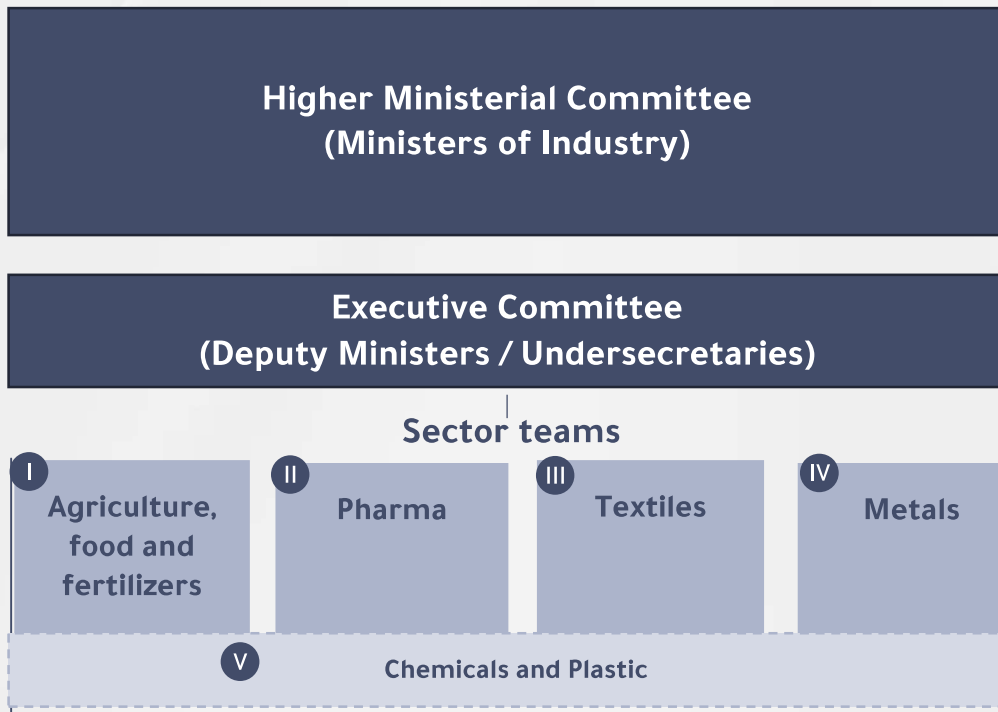 Higher Ministerial Committee
(Ministers of Industry)
Executive Committee
(Deputy Ministers / Undersecretaries)
Sector teams
I
Agriculture,
food and
fertilizers
II
Pharma
III
Textiles
IV
Metals
V
Chemicals and Plastic